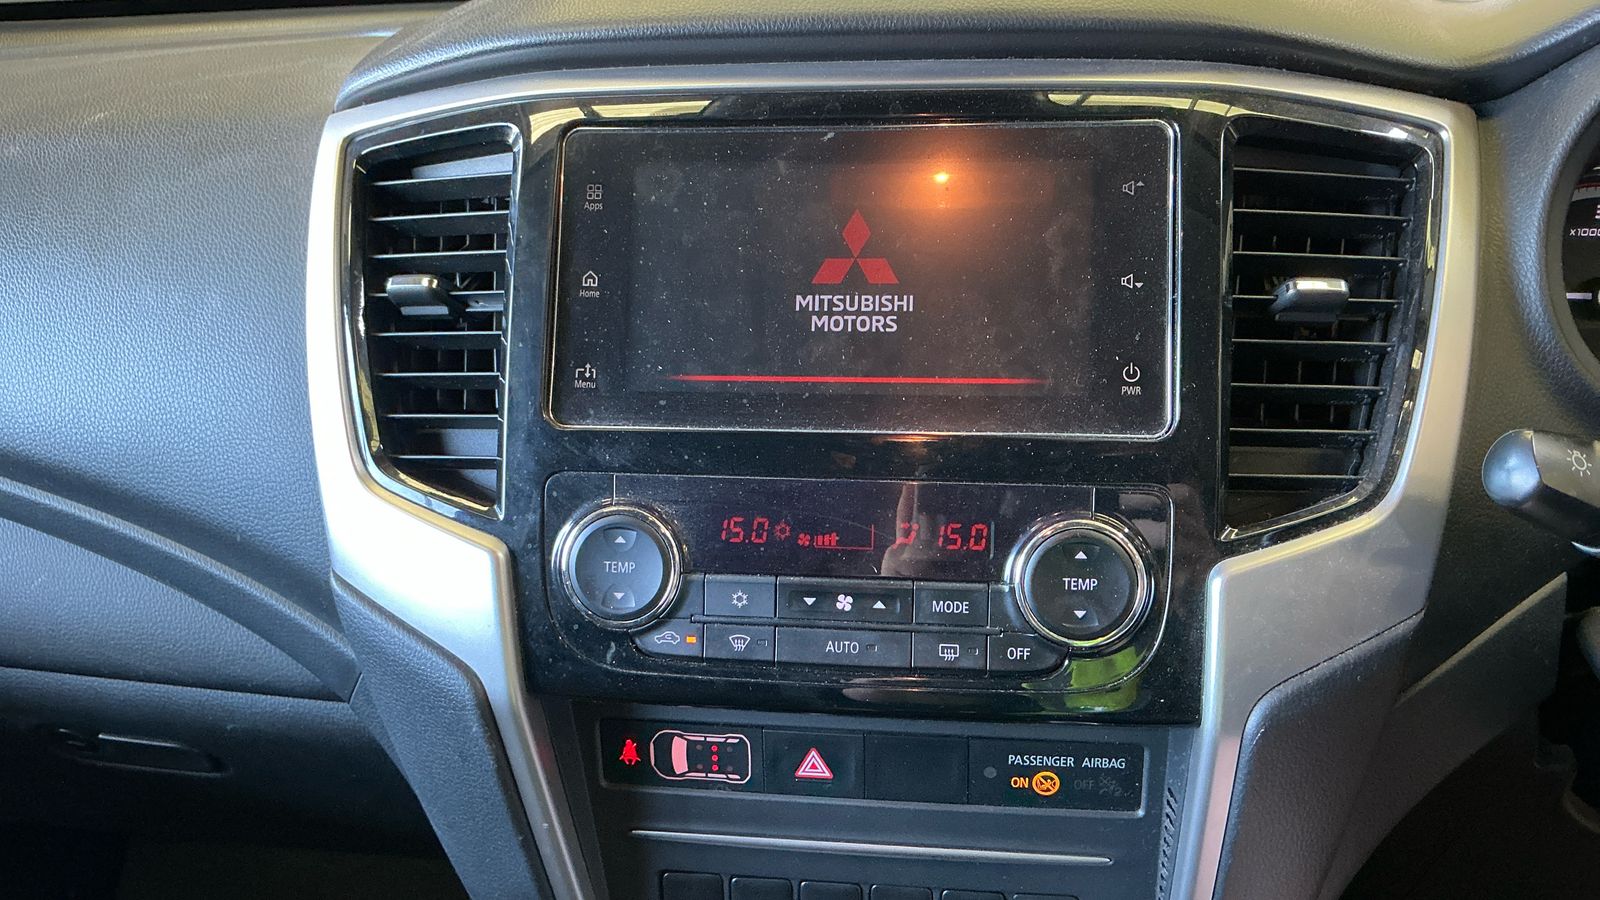 Apps
Home
Menu
MITSUBISHI
MOTORS
PWR
x1000
15.0
15.0
TEMP
TEMP
MODE
AUTO
OFF
PASSENGER AIRBAG
ON
OFF